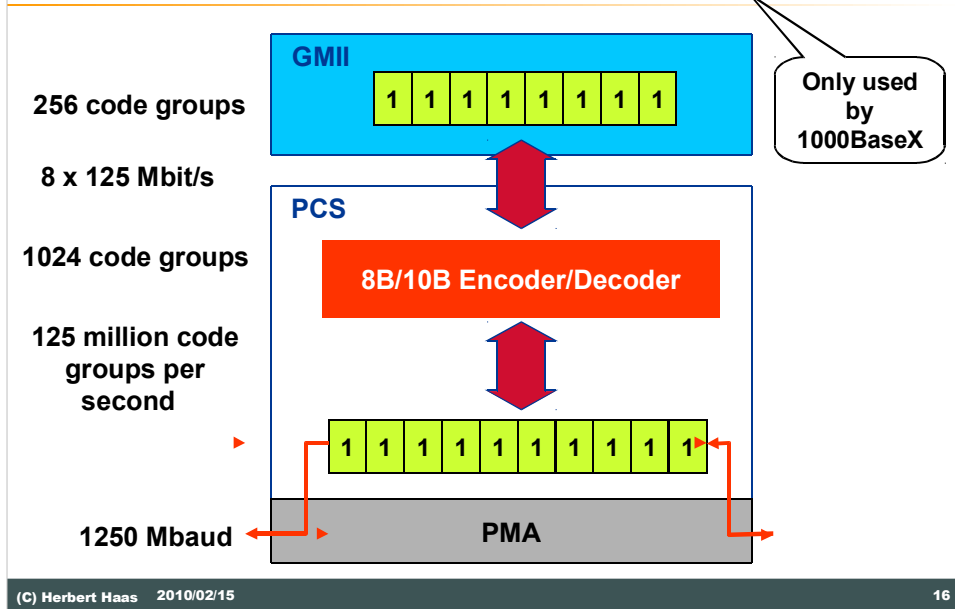 GMII
1 1 1 1 1 1 1 1
Only used
by
1000BaseX
256 code groups
8 x 125 Mbit/s
PCS
1024 code groups
8B/10B Encoder/Decoder
125 million code
groups per
second
1 1 1 1 1 1 1 1 1 1
1250 Mbaud
PMA
(C) Herbert Haas 2010/02/15
16